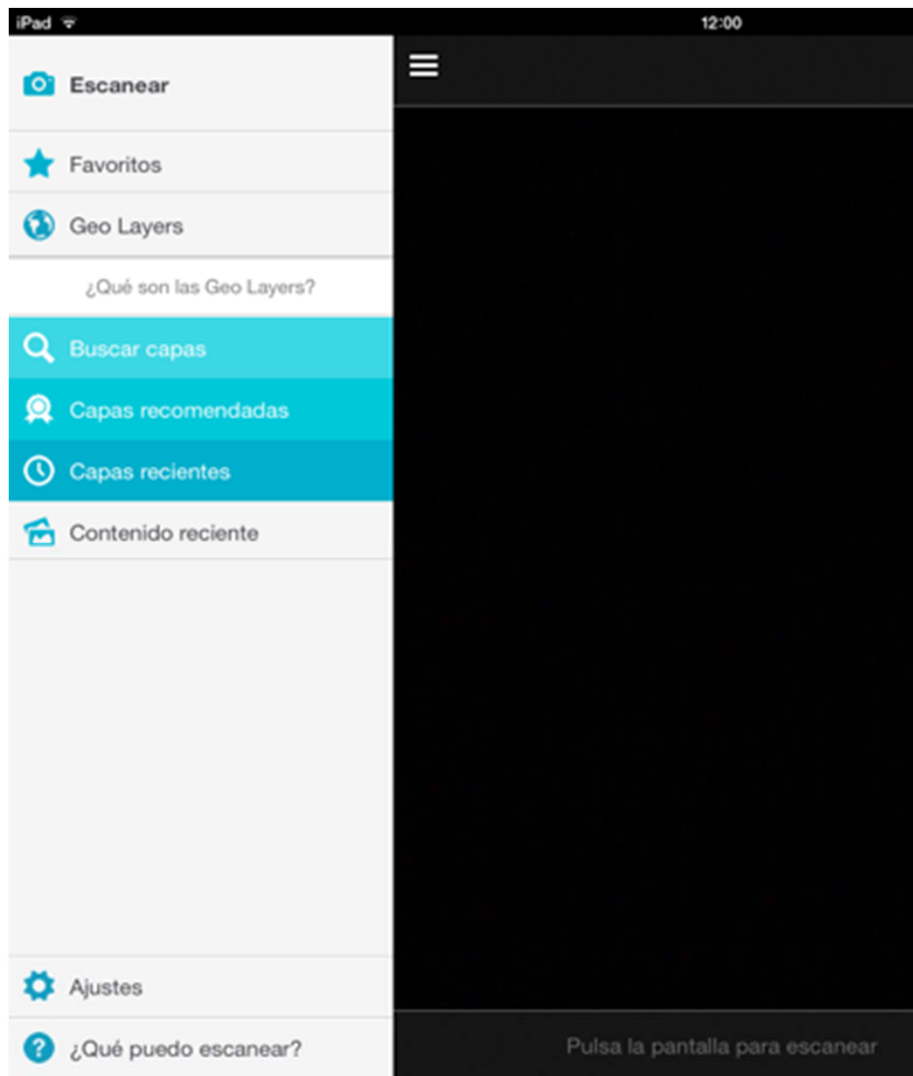 iPad 12:00
Escanear
Favoritos
Geo Layers
¿Qué son las Geo Layers?
Buscar capas
Capas recomendadas
Capas recientes
Contenido reciente
Ajustes
¿Qué puedo escanear?
Pulsa la pantalla para escanear